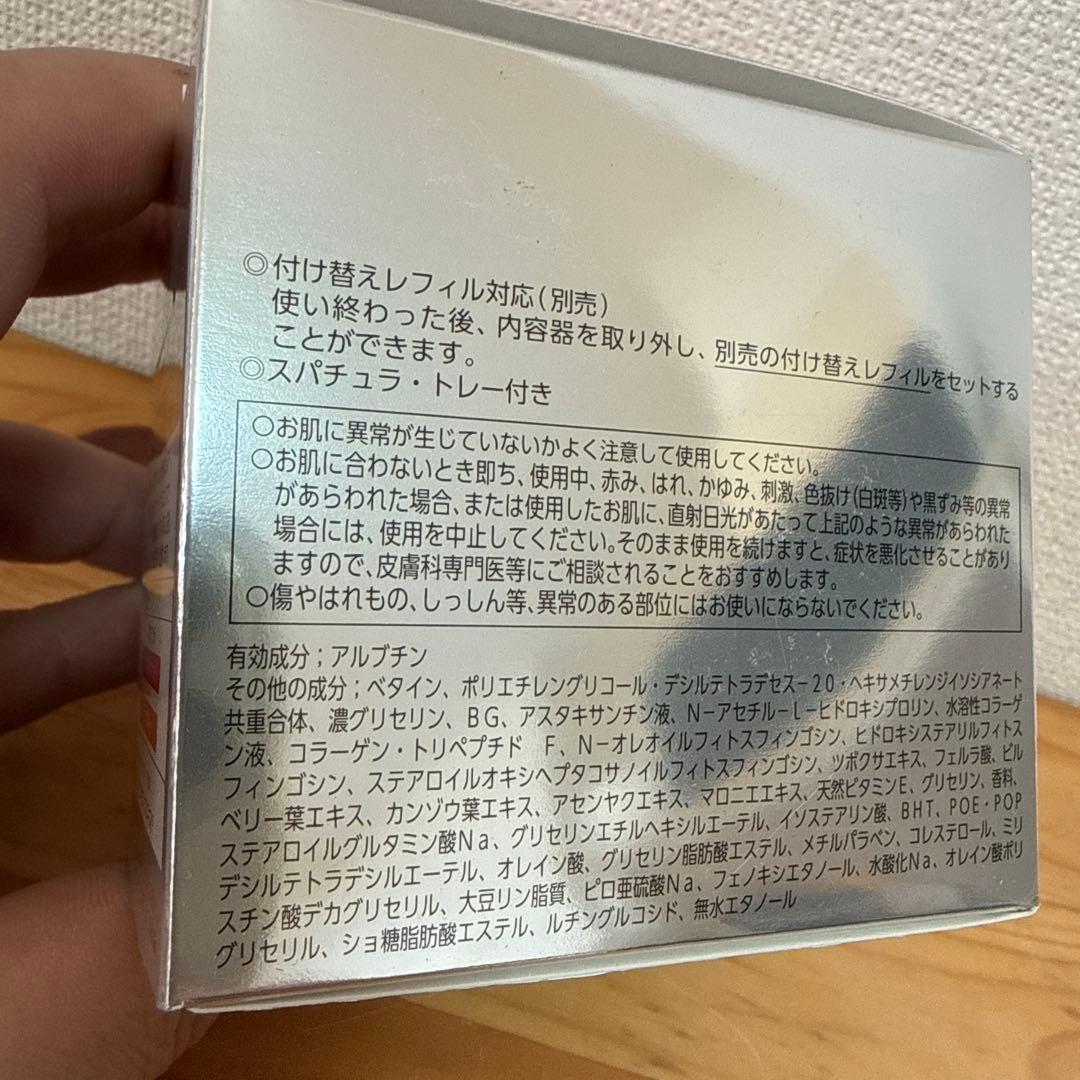 ◎付け替えレフィル対応(別売)
使い終わった後、内容器を取り外し、別売の付け替えレフィルをセットする
ことができます。
◎スパチュラ・トレー付き
○お肌に異常が生じていないかよく注意して使用してください。
○お肌に合わないとき即ち、使用中、赤み、はれ、かゆみ、刺激、色抜け(白斑等)や黒ずみ等の異常
があらわれた場合、または使用したお肌に、直射日光があたって上記のような異常があらわれた
場合には、使用を中止してください。そのまま使用を続けますと、症状を悪化させることがあり
ますので、皮膚科専門医等にご相談されることをおすすめします。
○傷やはれもの、しっしん等、異常のある部位にはお使いにならないでください。
有効成分;アルブチン
その他の成分;ベタイン、ポリエチレングリコール・デシルテトラデセス－20・ヘキサメチレンジイソシアネート
共重合体、濃グリセリン、BG、アスタキサンチン液、N－アセチル－L－ヒドロキシプロリン、水溶性コラーゲ
ン液、コラーゲン・トリペプチド F、N－オレオイルフィトスフィンゴシン、ヒドロキシステアリルフィトス
フィンゴシン、ステアロイルオキシヘプタコサノイルフィトスフィンゴシン、ツボクサエキス、フェルラ酸、ビル
ベリー葉エキス、カンゾウ葉エキス、アセンヤクエキス、マロニエエキス、天然ビタミンE、グリセリン、香料、
ステアロイルグルタミン酸Na、グリセリンエチルヘキシルエーテル、イソステアリン酸、BHT、POE・POP
デシルテトラデシルエーテル、オレイン酸、グリセリン脂肪酸エステル、メチルパラベン、コレステロール、ミリ
スチン酸デカグリセリル、大豆リン脂質、ピロ亜硫酸Na、フェノキシエタノール、水酸化Na、オレイン酸ポリ
グリセリル、ショ糖脂肪酸エステル、ルチングルコシド、無水エタノール